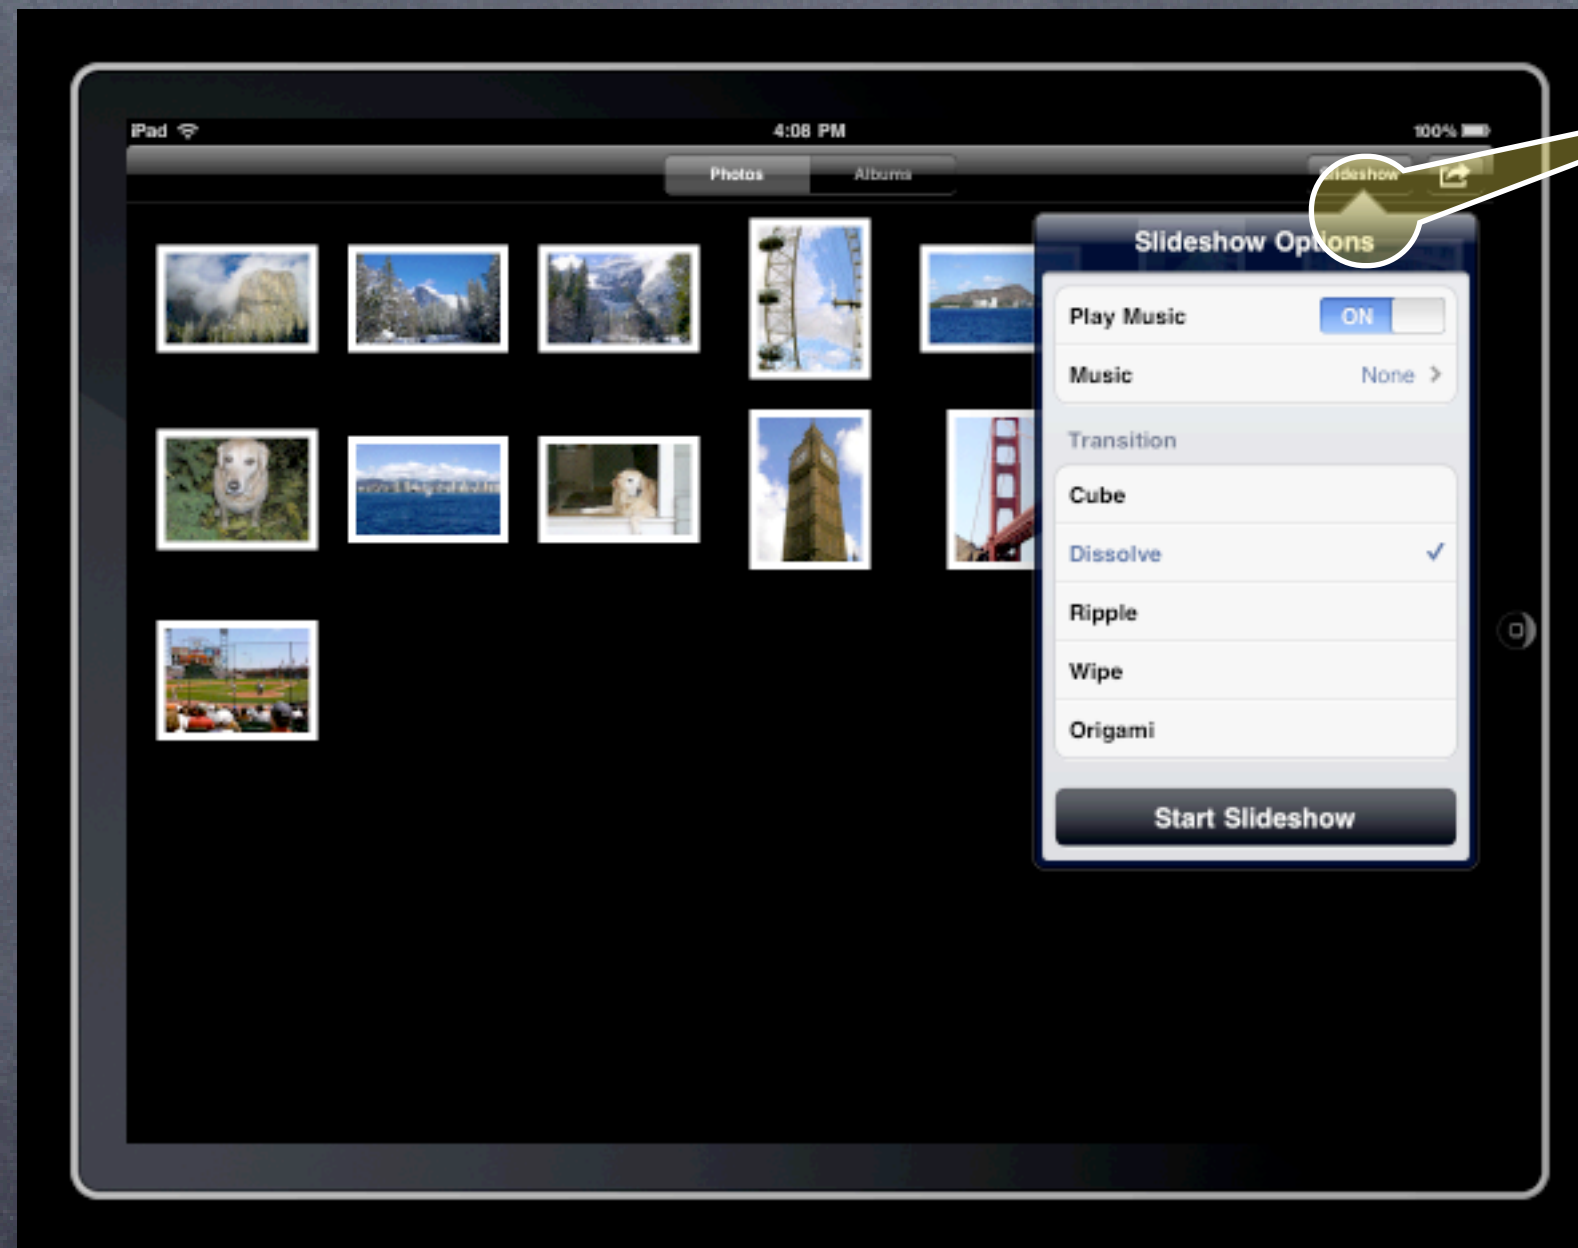 iPad 4:08 PM 100%
Photos Albums Slideshow
Slideshow Options
Play Music ON
Music None
Transition
Cube
Dissolve
Ripple
Wipe
Origami
Start Slideshow